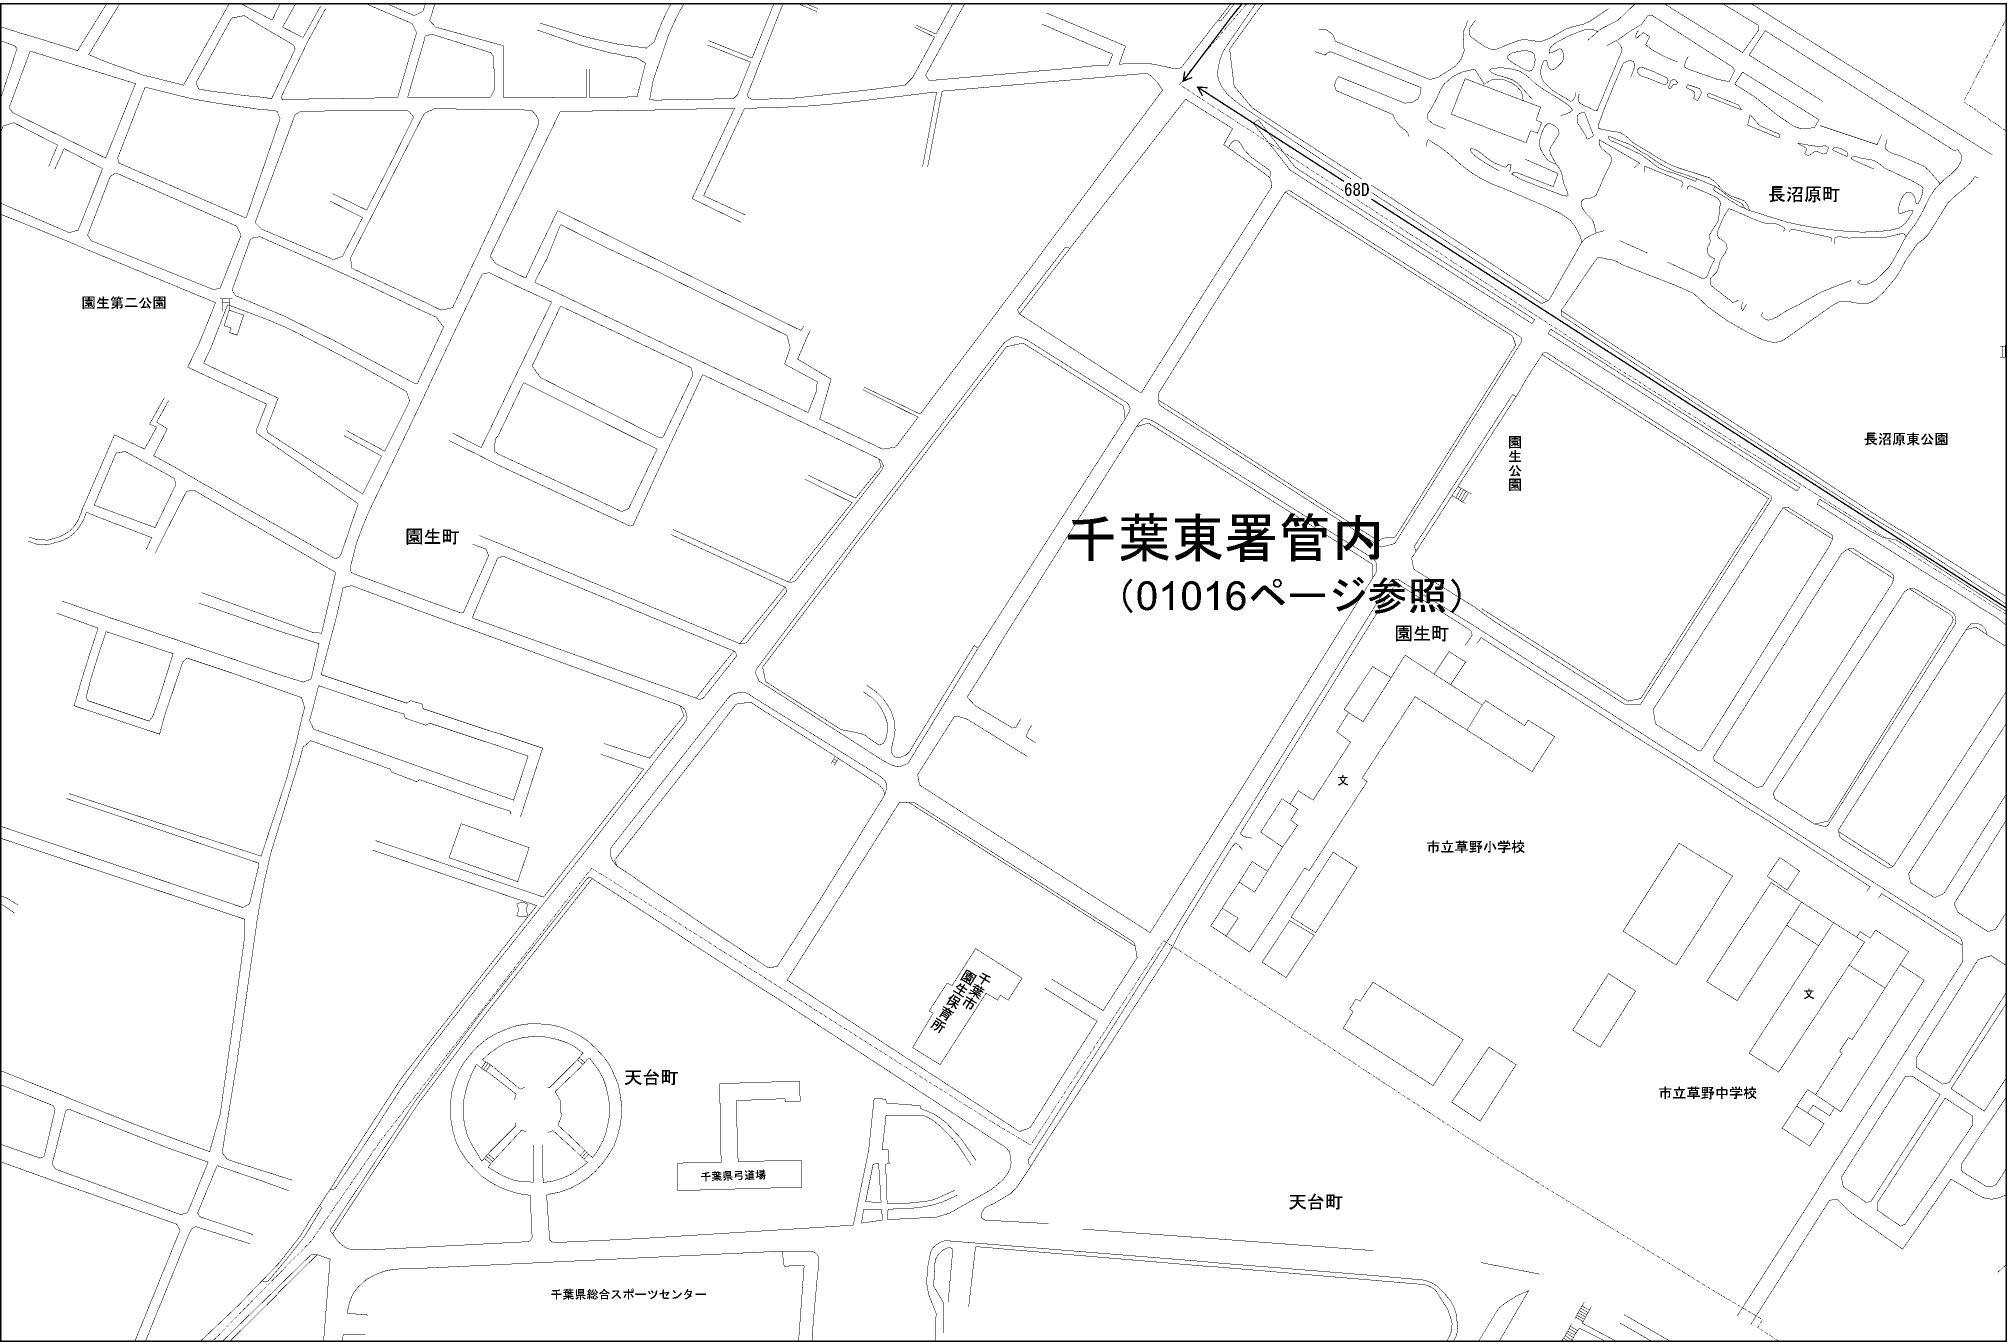 68D
長沼原町
園生第二公園
長沼原東公園
園生公園
園生町
千葉東署管内
(01016ページ参照)
園生町
文
市立草野小学校
千葉市
園生保育所
文
天台町
市立草野中学校
千葉県弓道場
天台町
千葉県総合スポーツセンター